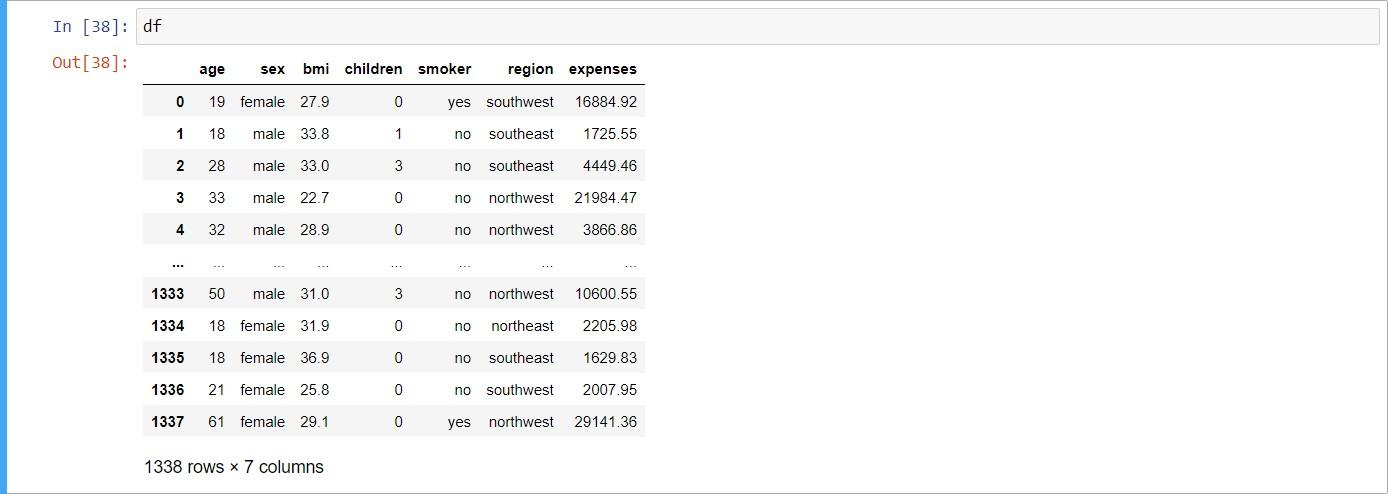 In [38]: df
Out[38]:
age sex bmi children smoker region expenses
0 19 female 27.9 0 yes southwest 16884.92
1 18 male 33.8 1 no southeast 1725.55
2 28 male 33.0 3 no southeast 4449.46
3 33 male 22.7 0 no northwest 21984.47
4 32 male 28.9 0 no northwest 3866.86
... ... ... ... ... ... ... ...
1333 50 male 31.0 3 no northwest 10600.55
1334 18 female 31.9 0 no northeast 2205.98
1335 18 female 36.9 0 no southeast 1629.83
1336 21 female 25.8 0 no southwest 2007.95
1337 61 female 29.1 0 yes northwest 29141.36
1338 rows × 7 columns